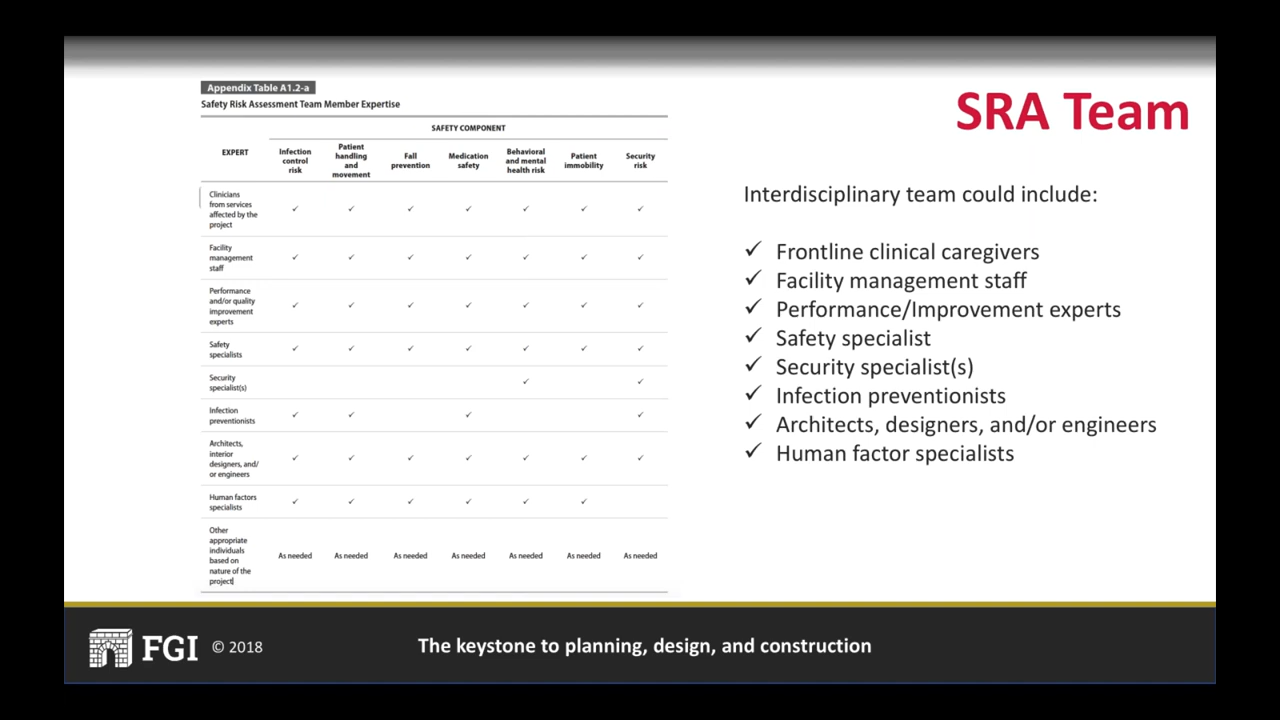 Appendix Table A1.2-a
Safety Risk Assessment Team Member Expertise
SAFETY COMPONENT
EXPERT
Infection
control
risk
Patient
handling
and
movement
Fall
prevention
Medication
safety
Behavioral
and mental
health risk
Patient
immobility
Security
risk
Clinicians
from services
affected by the
project
✓ ✓ ✓ ✓ ✓ ✓ ✓
Facility
management
staff
✓ ✓ ✓ ✓ ✓ ✓ ✓
Performance
and/or quality
improvement
experts
✓ ✓ ✓ ✓ ✓ ✓ ✓
Safety
specialists
✓ ✓ ✓ ✓ ✓ ✓ ✓
Security
specialist(s)
✓ ✓
Infection
preventionists
✓ ✓ ✓ ✓
Architects,
interior
designers, and/
or engineers
✓ ✓ ✓ ✓ ✓ ✓ ✓
Human factors
specialists
✓ ✓ ✓ ✓ ✓ ✓
Other
appropriate
individuals
based on
nature of the
project
As needed As needed As needed As needed As needed As needed As needed
SRA Team
Interdisciplinary team could include:
✓ Frontline clinical caregivers
✓ Facility management staff
✓ Performance/Improvement experts
✓ Safety specialist
✓ Security specialist(s)
✓ Infection preventionists
✓ Architects, designers, and/or engineers
✓ Human factor specialists
FGI © 2018
The keystone to planning, design, and construction